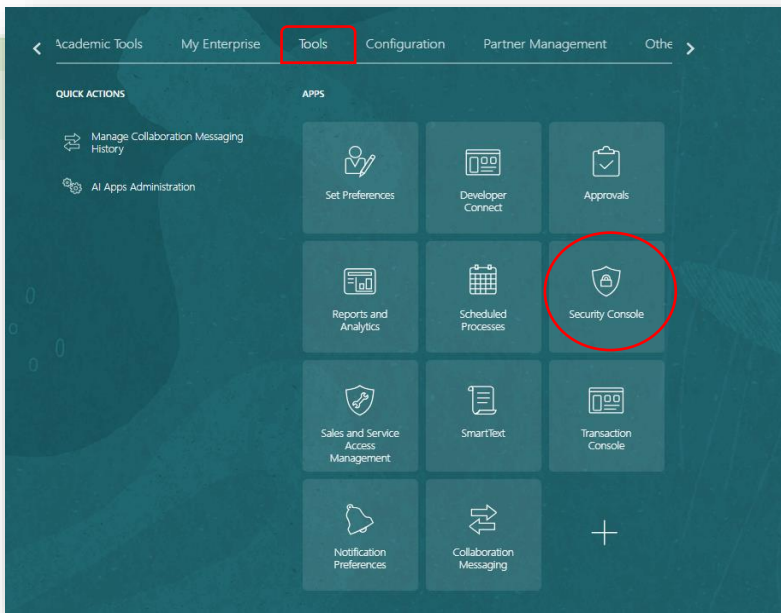 Academic Tools My Enterprise Tools Configuration Partner Management Othe
QUICK ACTIONS
Manage Collaboration Messaging
History
AI Apps Administration
APPS
Set Preferences
Developer
Connect
Approvals
Reports and
Analytics
Scheduled
Processes
Security Console
Sales and Service
Access
Management
SmartText
Transaction
Console
Notification
Preferences
Collaboration
Messaging